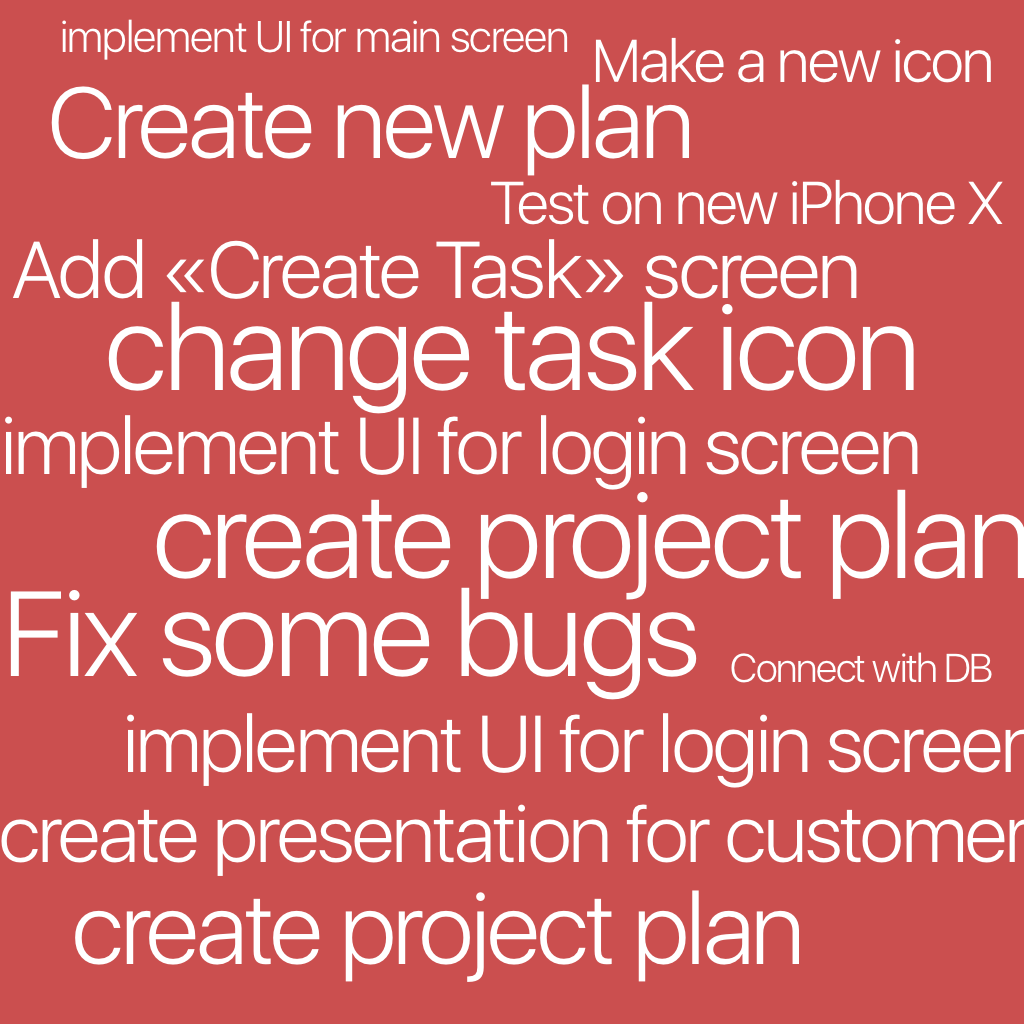 implement UI for main screen
Make a new icon
Create new plan
Test on new iPhone X
Add «Create Task» screen
change task icon
implement UI for login screen
create project plan
Fix some bugs
Connect with DB
implement UI for login screen
create presentation for customer
create project plan